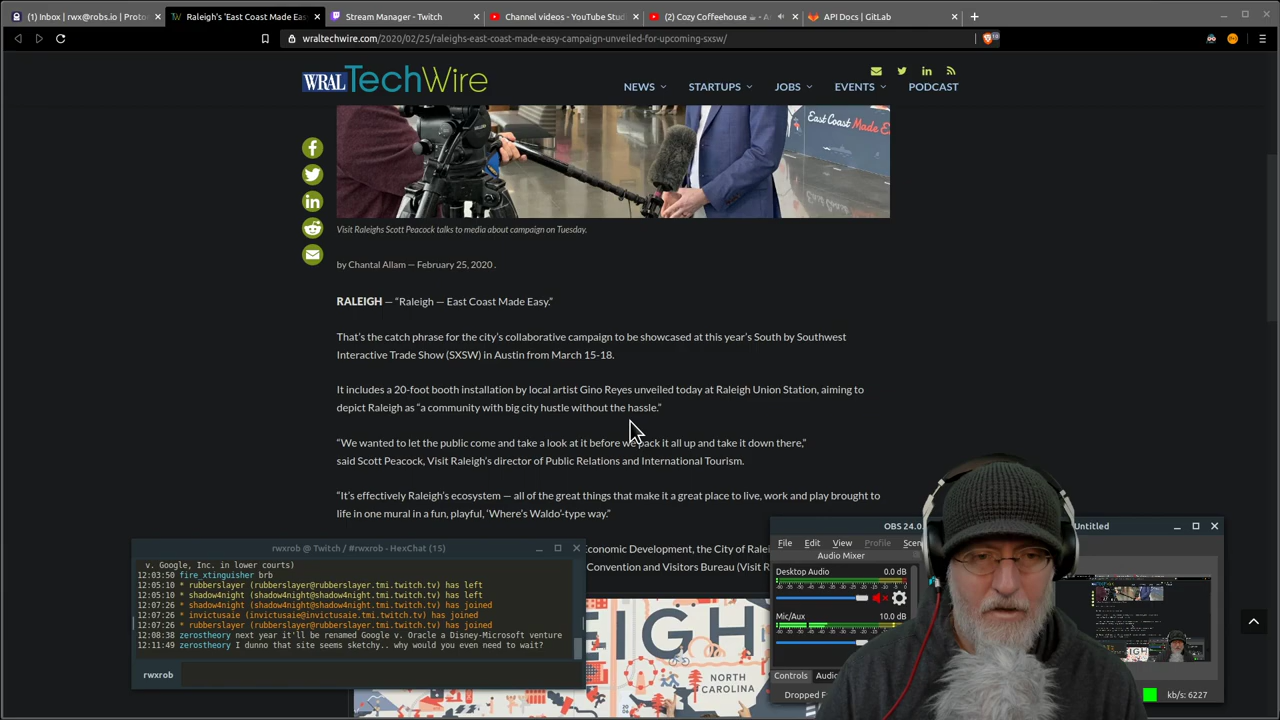 (1) Inbox | rwx@robs.io | Proton
Raleigh's 'East Coast Made Eas
Stream Manager - Twitch
Channel videos - YouTube Stud
(2) Cozy Coffeehouse
API Docs | GitLab
wraltechwire.com/2020/02/25/raleighs-east-coast-made-easy-campaign-unveiled-for-upcoming-sxsw/
WRAL TechWire
NEWS
STARTUPS
JOBS
EVENTS
PODCAST
East Coast Made E
Visit Raleighs Scott Peacock talks to media about campaign on Tuesday.
by Chantal Allam — February 25, 2020 .
RALEIGH — “Raleigh — East Coast Made Easy.”
That’s the catch phrase for the city’s collaborative campaign to be showcased at this year’s South by Southwest
Interactive Trade Show (SXSW) in Austin from March 15-18.
It includes a 20-foot booth installation by local artist Gino Reyes unveiled today at Raleigh Union Station, aiming to
depict Raleigh as “a community with big city hustle without the hassle.”
“We wanted to let the public come and take a look at it before we pack it all up and take it down there,”
said Scott Peacock, Visit Raleigh’s director of Public Relations and International Tourism.
“It’s effectively Raleigh’s ecosystem — all of the great things that make it a great place to live, work and play brought to
life in one mural in a fun, playful, ‘Where’s Waldo’-type way.”
conomic Development, the City of Ralei
Convention and Visitors Bureau (Visit R
NORTH
CAROLINA
rwxrob @ Twitch / #rwxrob - HexChat (15)
v. Google, Inc. in lower courts)
12:03:50 fire_xtinguisher brb
12:05:10 * rubberslayer (rubberslayer@rubberslayer.tmi.twitch.tv) has left
12:05:10 * shadow4night (shadow4night@shadow4night.tmi.twitch.tv) has left
12:07:26 * shadow4night (shadow4night@shadow4night.tmi.twitch.tv) has joined
12:07:26 * invictusaie (invictusaie@invictusaie.tmi.twitch.tv) has joined
12:07:26 * rubberslayer (rubberslayer@rubberslayer.tmi.twitch.tv) has joined
12:08:38 zerostheory next year it'll be renamed Google v. Oracle a Disney-Microsoft venture
12:11:49 zerostheory I dunno that site seems sketchy.. why would you even need to wait?
rwxrob
OBS 24.0
Untitled
File
Edit
View
Profile
Scen
Audio Mixer
Desktop Audio
0.0 dB
Mic/Aux
10.0 dB
Controls
Audio
Dropped F
kb/s: 6227